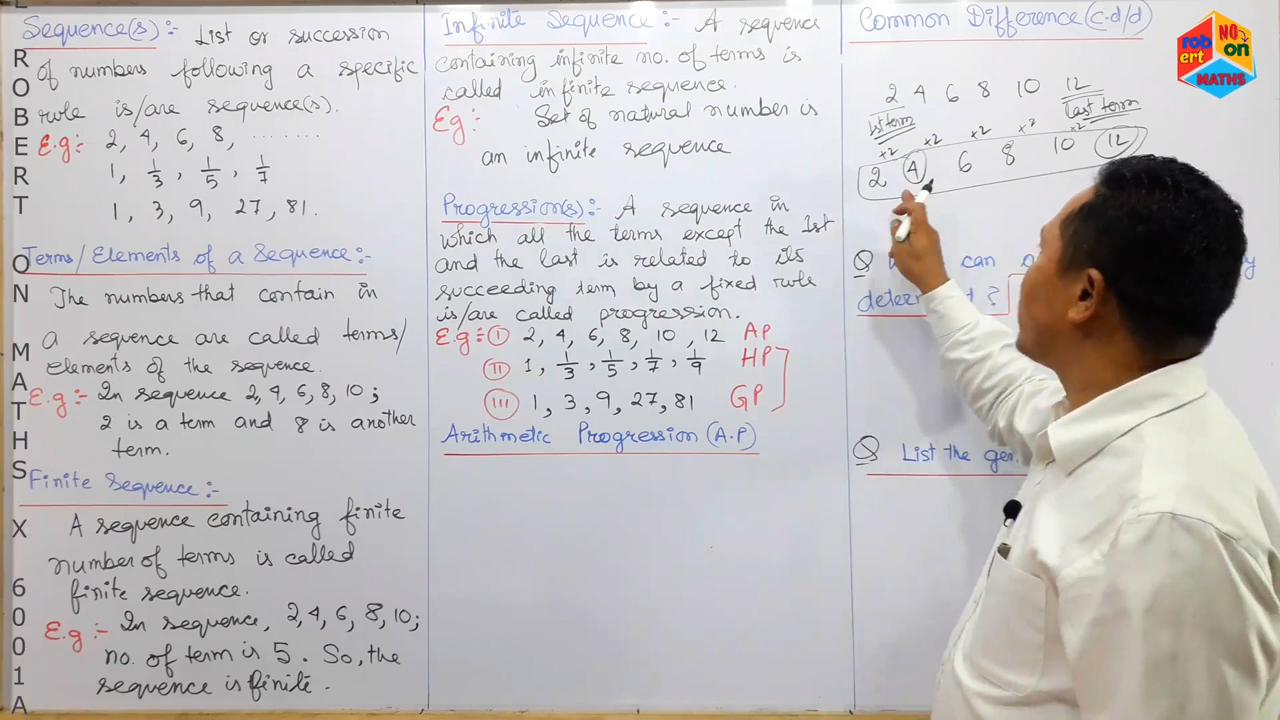 ROBERT ON MATHS X 6001A
Sequence(s) :- List or succession
of numbers following a specific
rule is/are sequence(s).
E.g :- 2, 4, 6, 8, ........
1, 1/3, 1/5, 1/7
1, 3, 9, 27, 81.
Terms/Elements of a Sequence :-
The numbers that contain in
a sequence are called terms/
elements of the sequence.
E.g :- In sequence 2, 4, 6, 8, 10;
2 is a term and 8 is another
term.
Finite Sequence :-
A sequence containing finite
number of terms is called
finite sequence.
E.g :- In sequence, 2, 4, 6, 8, 10;
no. of term is 5. So, the
sequence is finite.
Infinite Sequence :- A sequence
containing infinite no. of terms is
called infinite sequence.
Eg :- Set of natural number is
an infinite sequence
Progression(s) :- A sequence in
which all the terms except the 1st
and the last is related to its
succeeding term by a fixed rule
is/are called progression.
E.g :- (I) 2, 4, 6, 8, 10, 12 AP
(II) 1, 1/3, 1/5, 1/7, 1/9 HP
(III) 1, 3, 9, 27, 81 GP
Arithmetic Progression (A.P)
Common Difference (c.d/d)
2 4 6 8 10 12
1st term last term
+2 +2 +2 +2 +2
2 4 6 8 10 12
Q can
determined?
Q List the gen.
robert NO on
MATHS